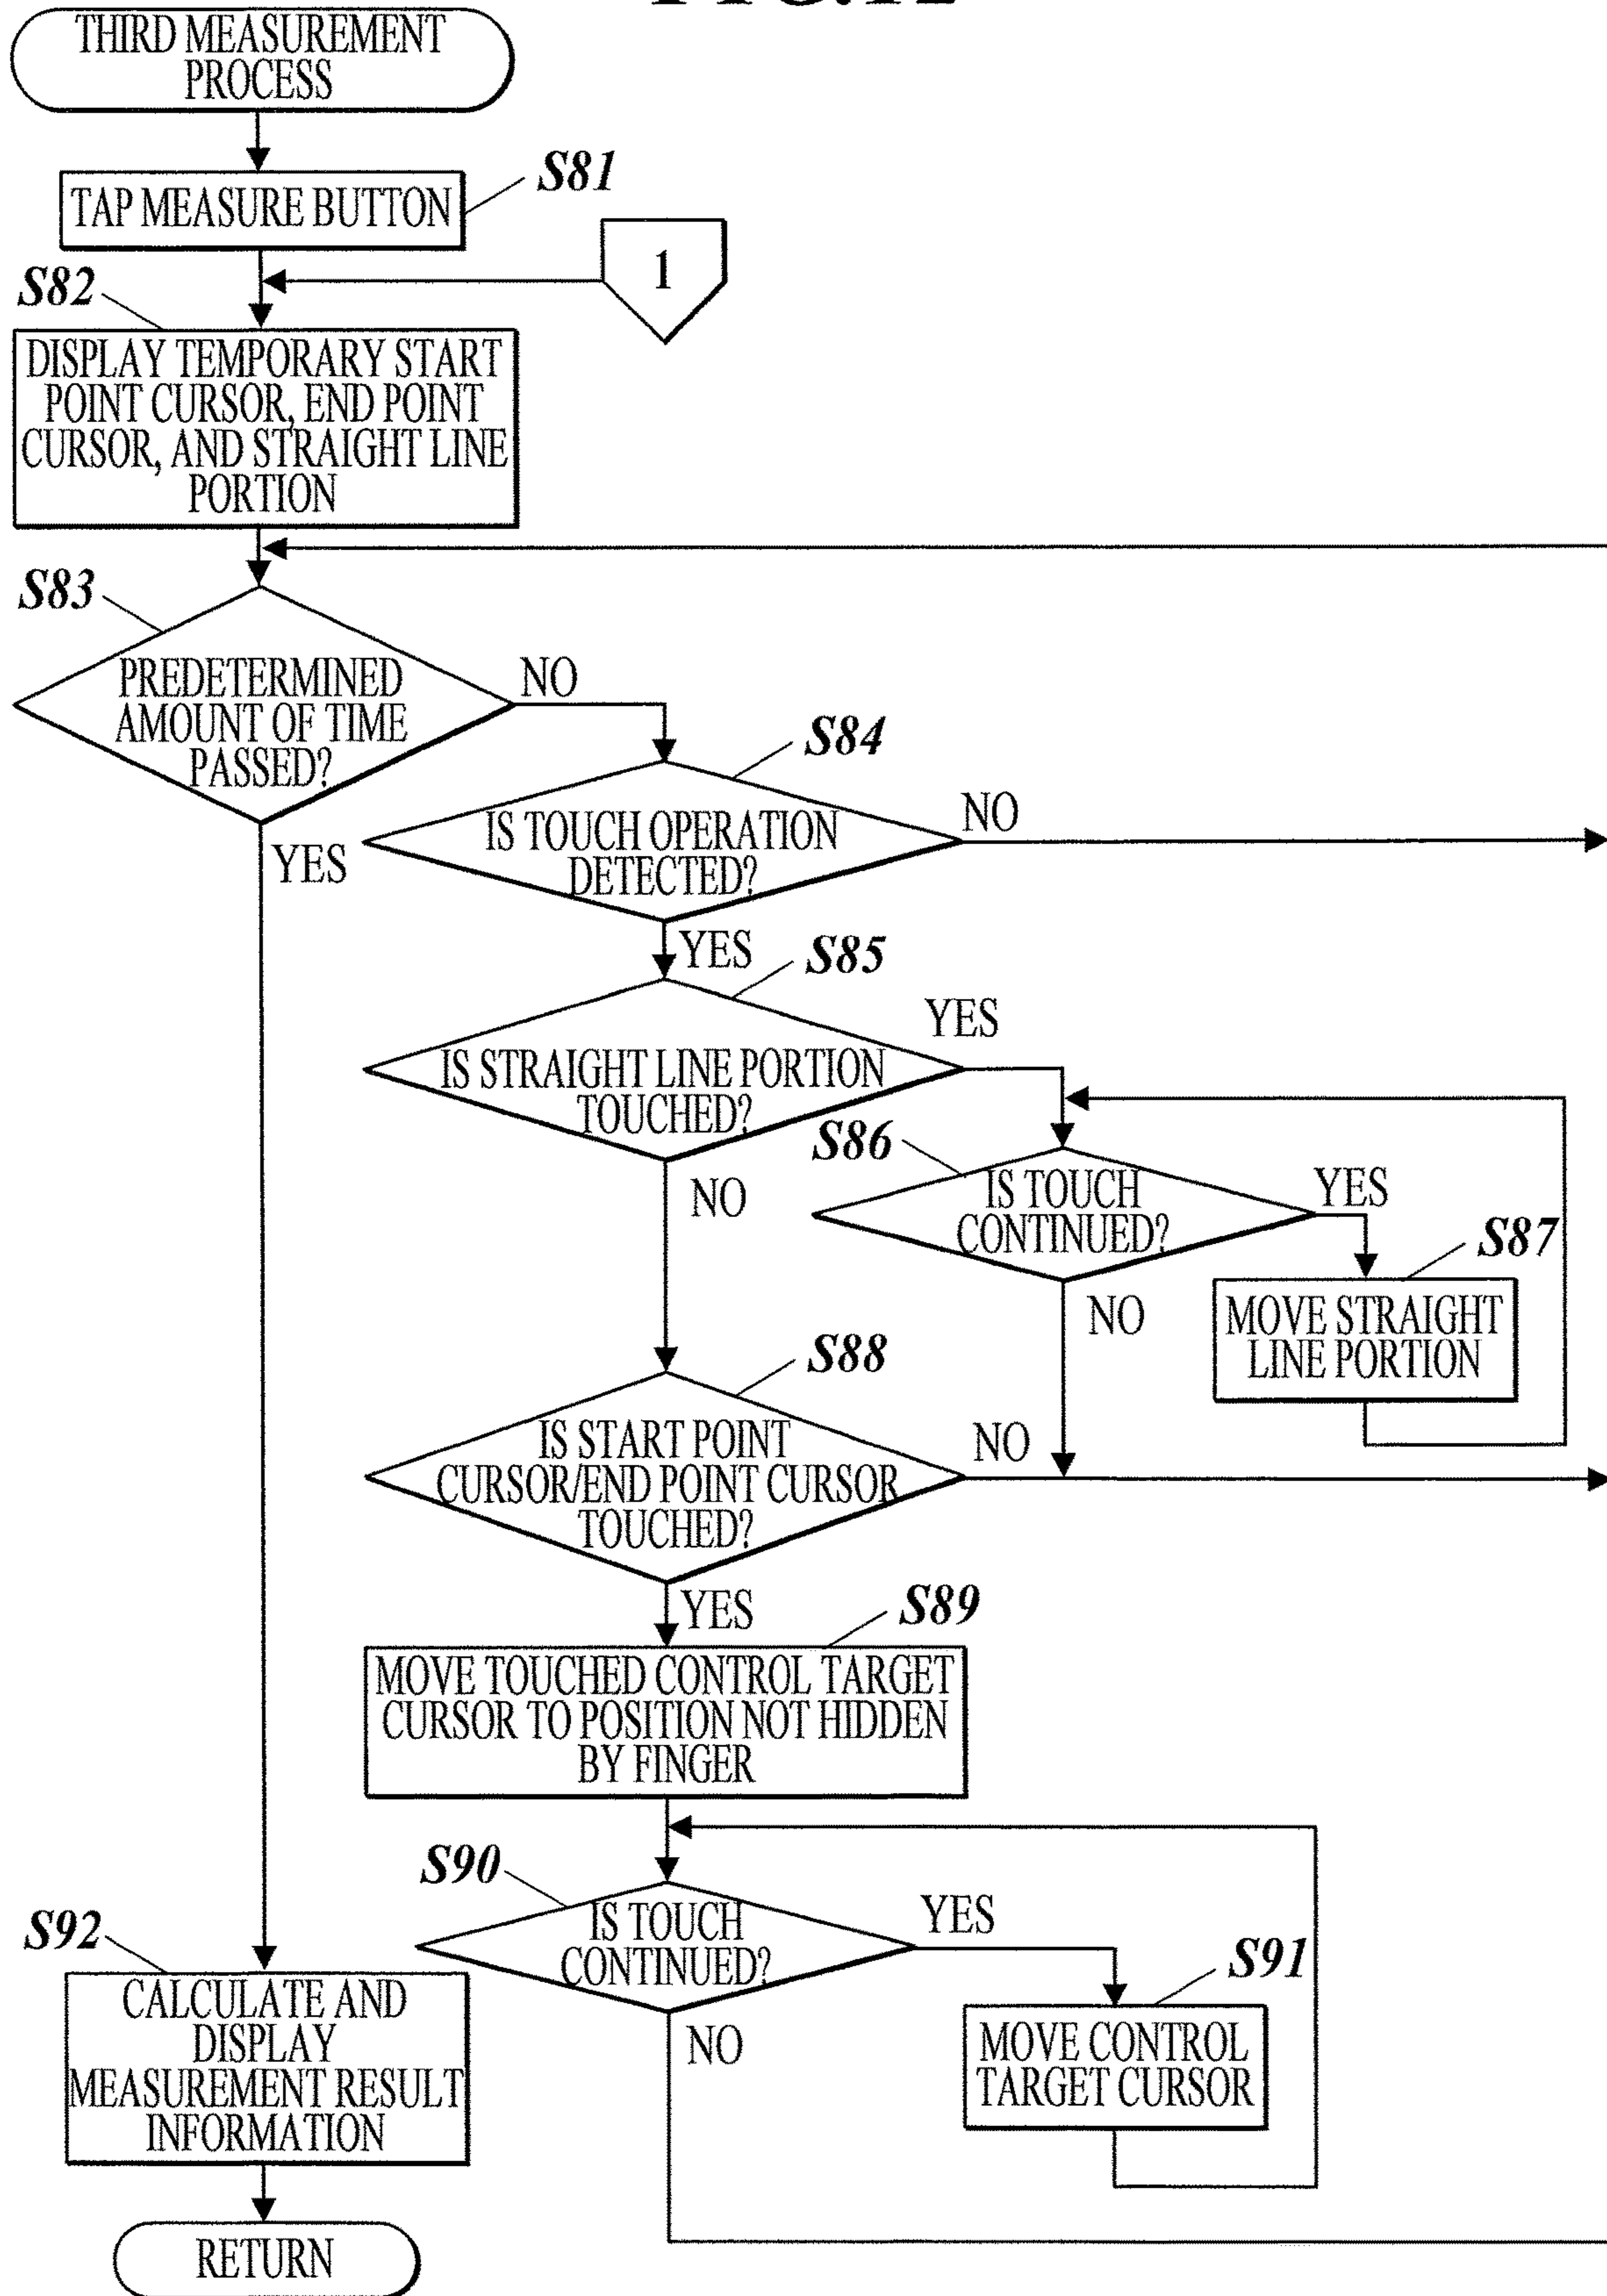 THIRD MEASUREMENT
PROCESS
S81
TAP MEASURE BUTTON
1
S82
DISPLAY TEMPORARY START
POINT CURSOR, END POINT
CURSOR, AND STRAIGHT LINE
PORTION
S83
PREDETERMINED
AMOUNT OF TIME
PASSED?
NO
YES
S84
IS TOUCH OPERATION
DETECTED?
NO
YES
S85
IS STRAIGHT LINE PORTION
TOUCHED?
YES
NO
S86
IS TOUCH
CONTINUED?
YES
NO
S87
MOVE STRAIGHT
LINE PORTION
S88
IS START POINT
CURSOR/END POINT CURSOR
TOUCHED?
NO
YES
S89
MOVE TOUCHED CONTROL TARGET
CURSOR TO POSITION NOT HIDDEN
BY FINGER
S90
IS TOUCH
CONTINUED?
YES
NO
S91
MOVE CONTROL
TARGET CURSOR
S92
CALCULATE AND
DISPLAY
MEASUREMENT RESULT
INFORMATION
RETURN